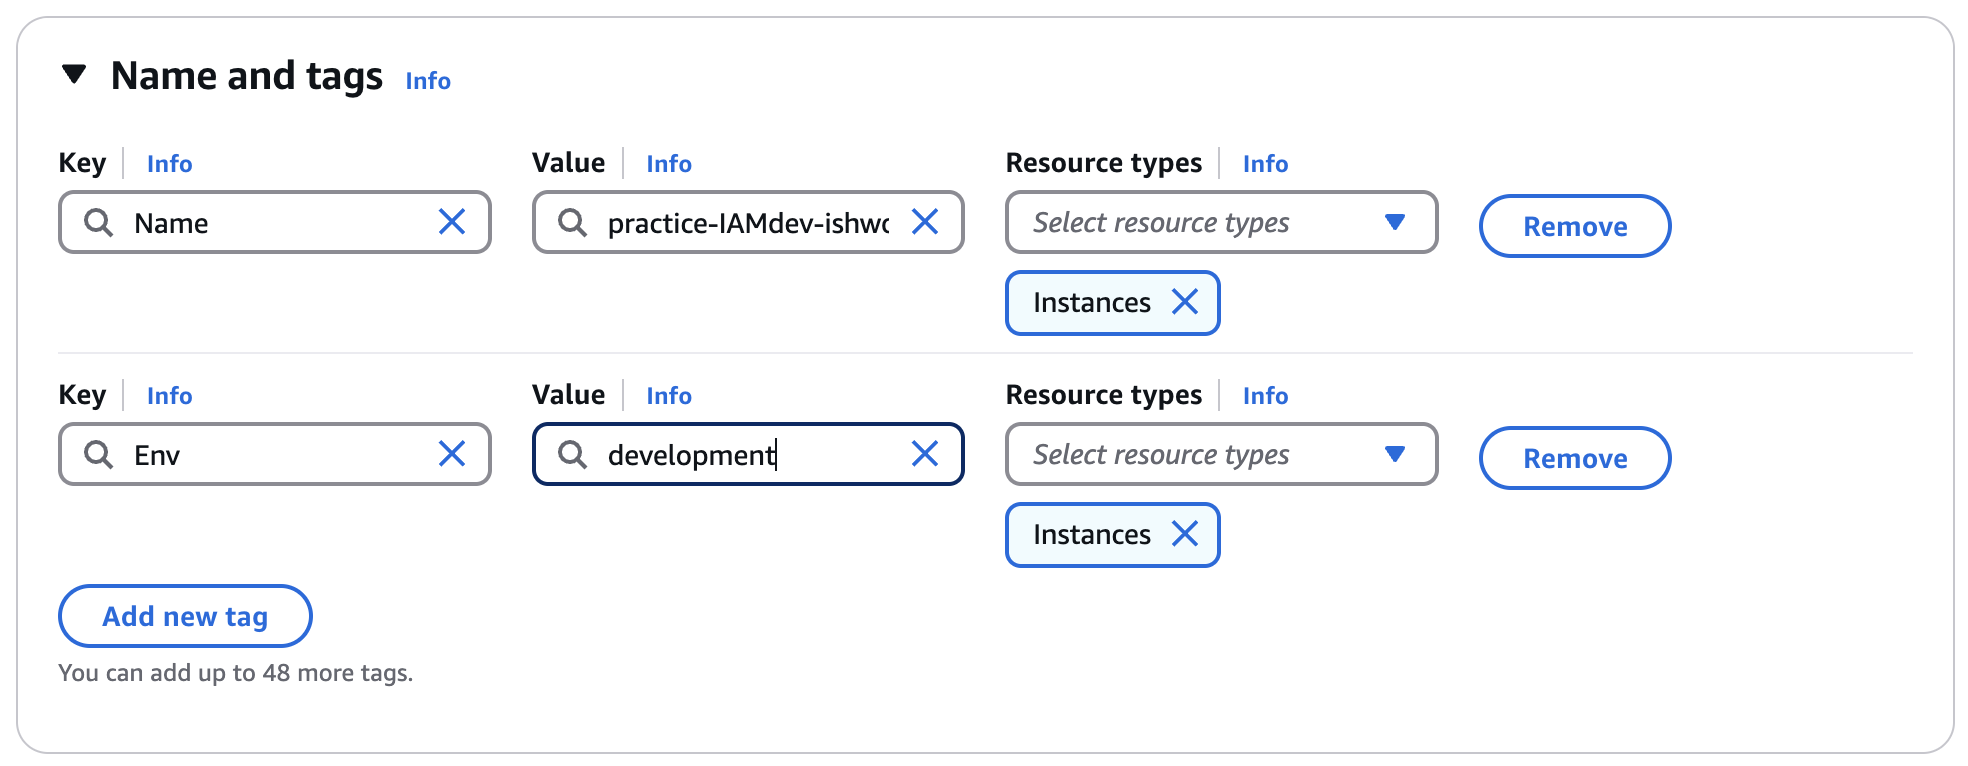 Name and tags Info
Key Info Value Info Resource types Info
Name practice-IAMdev-ishwo Select resource types Remove
Instances
Key Info Value Info Resource types Info
Env development Select resource types Remove
Instances
Add new tag
You can add up to 48 more tags.